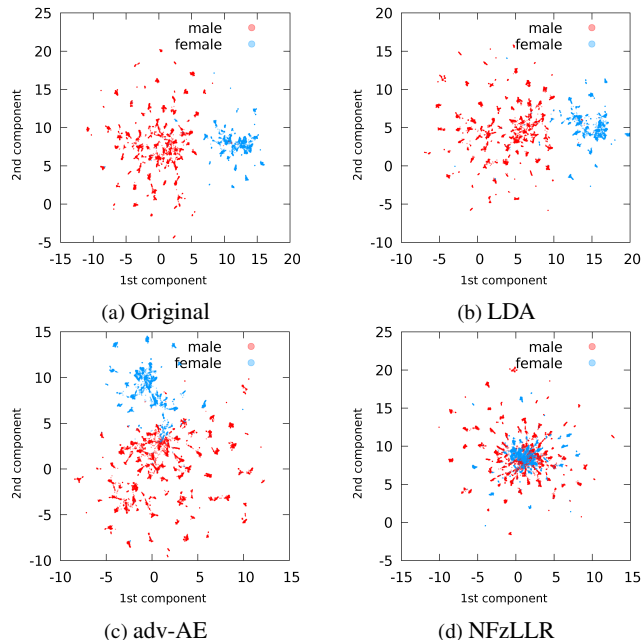 25
20
15
10
5
0
-5
2nd component
male
female
-15 -10 -5 0 5 10 15 20
1st component
(a) Original
20
15
10
5
0
-5
-10
2nd component
male
female
-10 -5 0 5 10 15 20
1st component
(b) LDA
15
10
5
0
-5
-10
2nd component
male
female
-10 -5 0 5 10 15
1st component
(c) adv-AE
25
20
15
10
5
0
-5
2nd component
male
female
-15 -10 -5 0 5 10 15
1st component
(d) NFzLLR